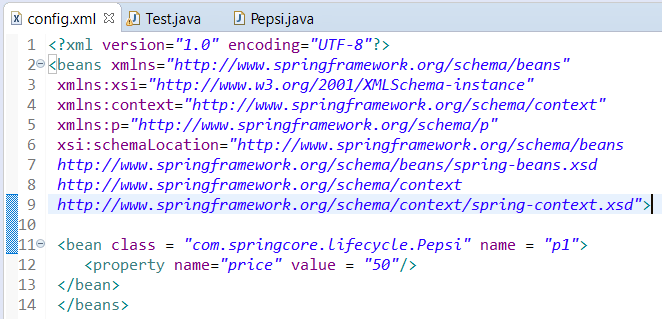 config.xml Test.java Pepsi.java
1 <?xml version="1.0" encoding="UTF-8"?>
2 <beans xmlns="http://www.springframework.org/schema/beans"
3 xmlns:xsi="http://www.w3.org/2001/XMLSchema-instance"
4 xmlns:context="http://www.springframework.org/schema/context"
5 xmlns:p="http://www.springframework.org/schema/p"
6 xsi:schemaLocation="http://www.springframework.org/schema/beans
7 http://www.springframework.org/schema/beans/spring-beans.xsd
8 http://www.springframework.org/schema/context
9 http://www.springframework.org/schema/context/spring-context.xsd">
10
11 <bean class = "com.springcore.lifecycle.Pepsi" name = "p1">
12 <property name="price" value = "50"/>
13 </bean>
14 </beans>